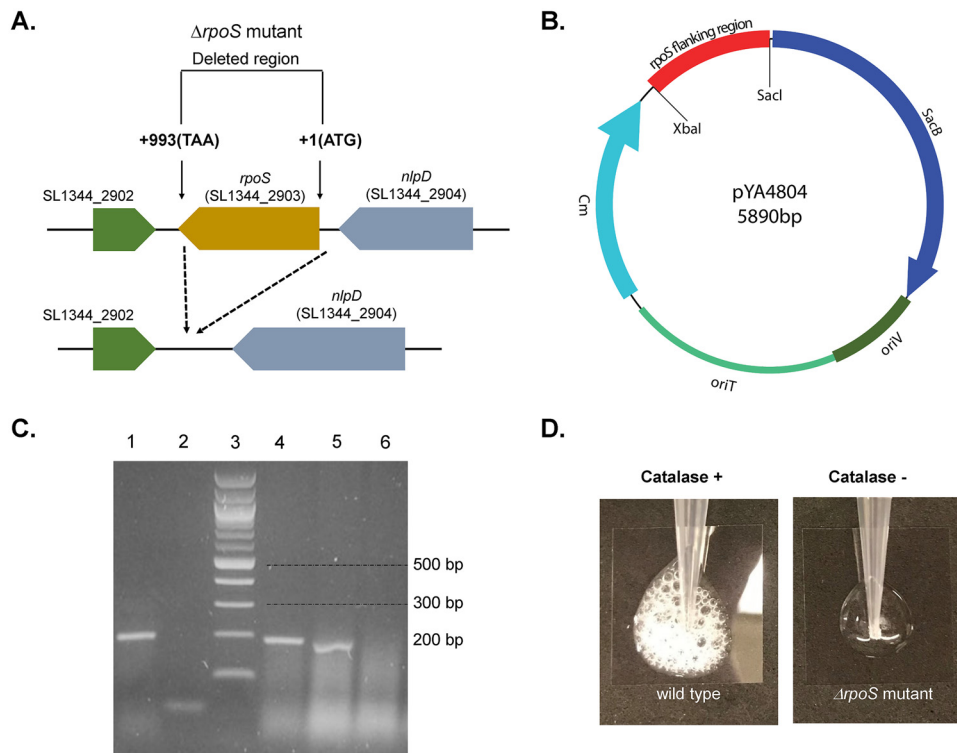 A.
ΔrpoS mutant
Deleted region
+993(TAA)
+1(ATG)
SL1344_2902
rpoS
(SL1344_2903)
nlpD
(SL1344_2904)
SL1344_2902
nlpD
(SL1344_2904)
B.
rpoS flanking region
SacI
XbaI
SacB
Cm
pYA4804
5890bp
oriV
oriT
C.
1 2 3 4 5 6
500 bp
300 bp
200 bp
D.
Catalase +
Catalase -
wild type
ΔrpoS mutant